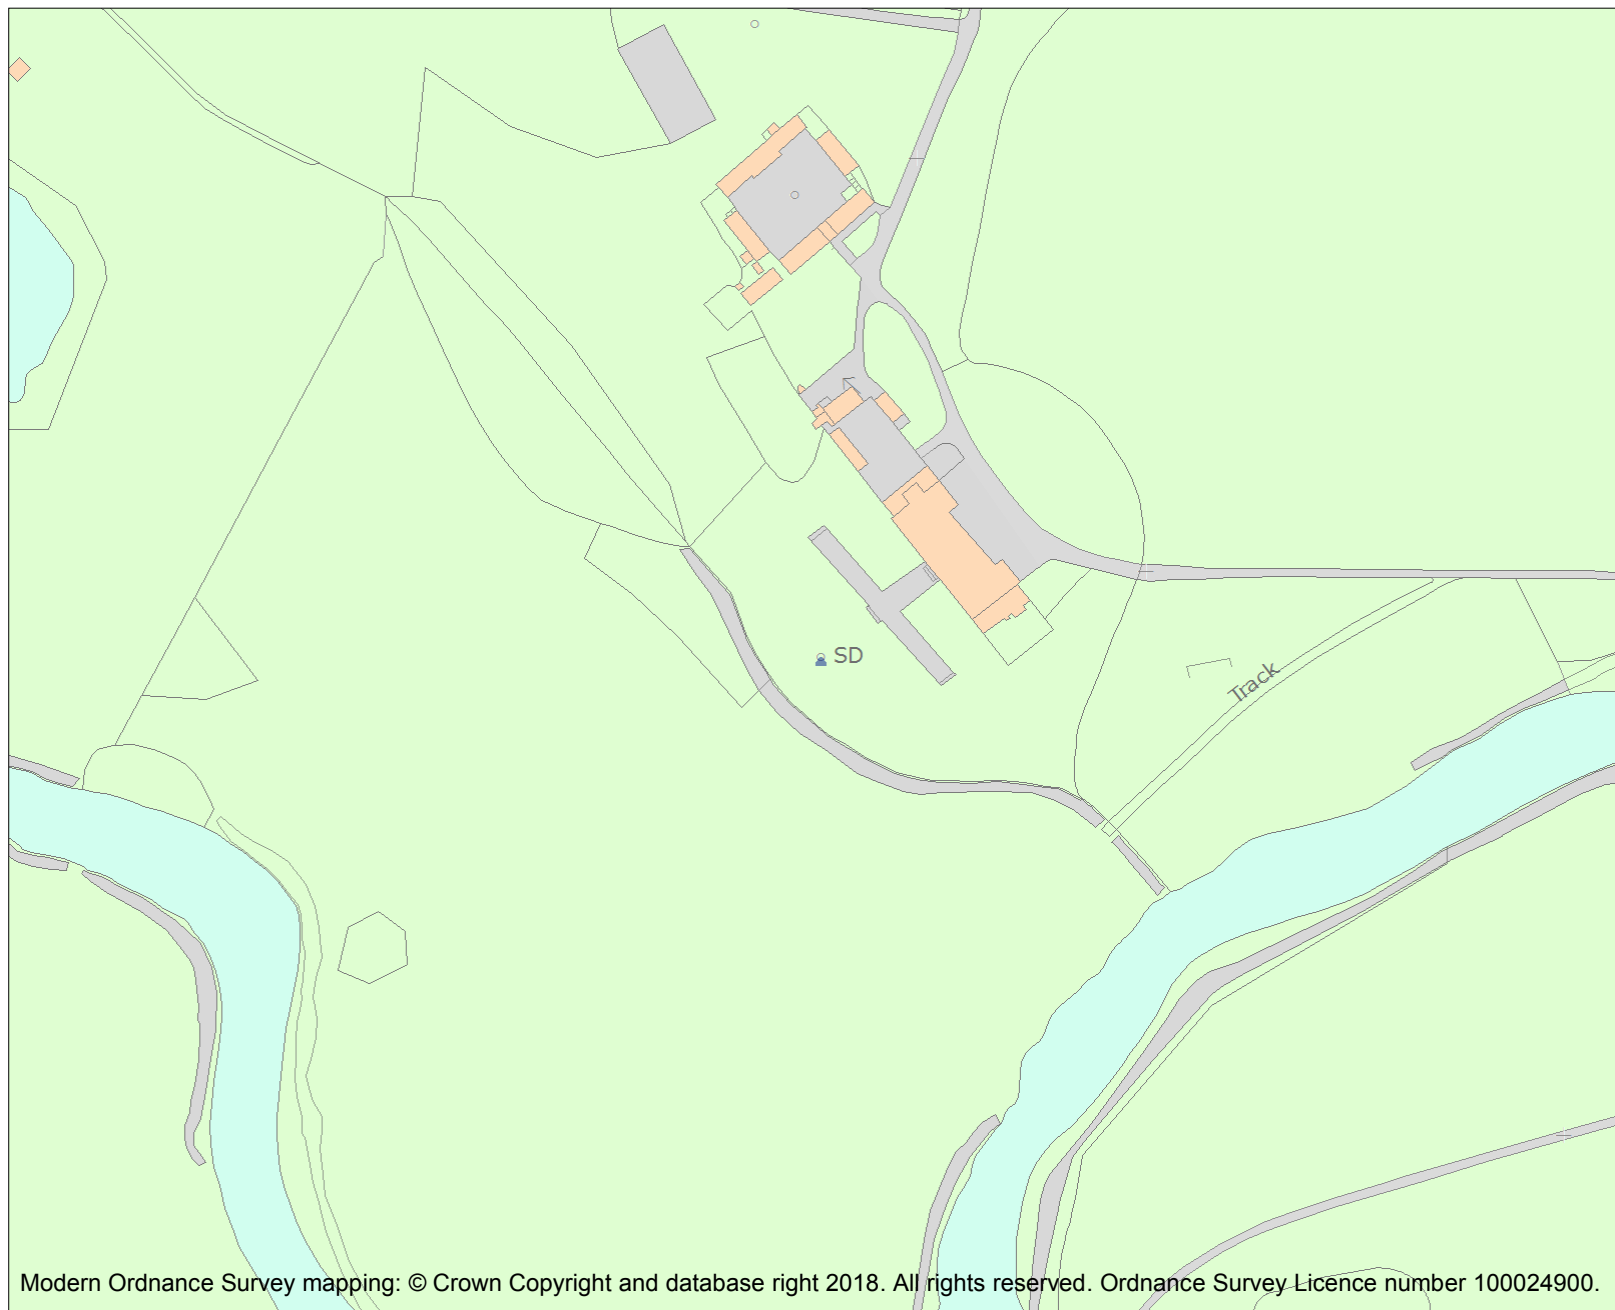 SD
Track
Modern Ordnance Survey mapping: © Crown Copyright and database right 2018. All rights reserved. Ordnance Survey Licence number 100024900.